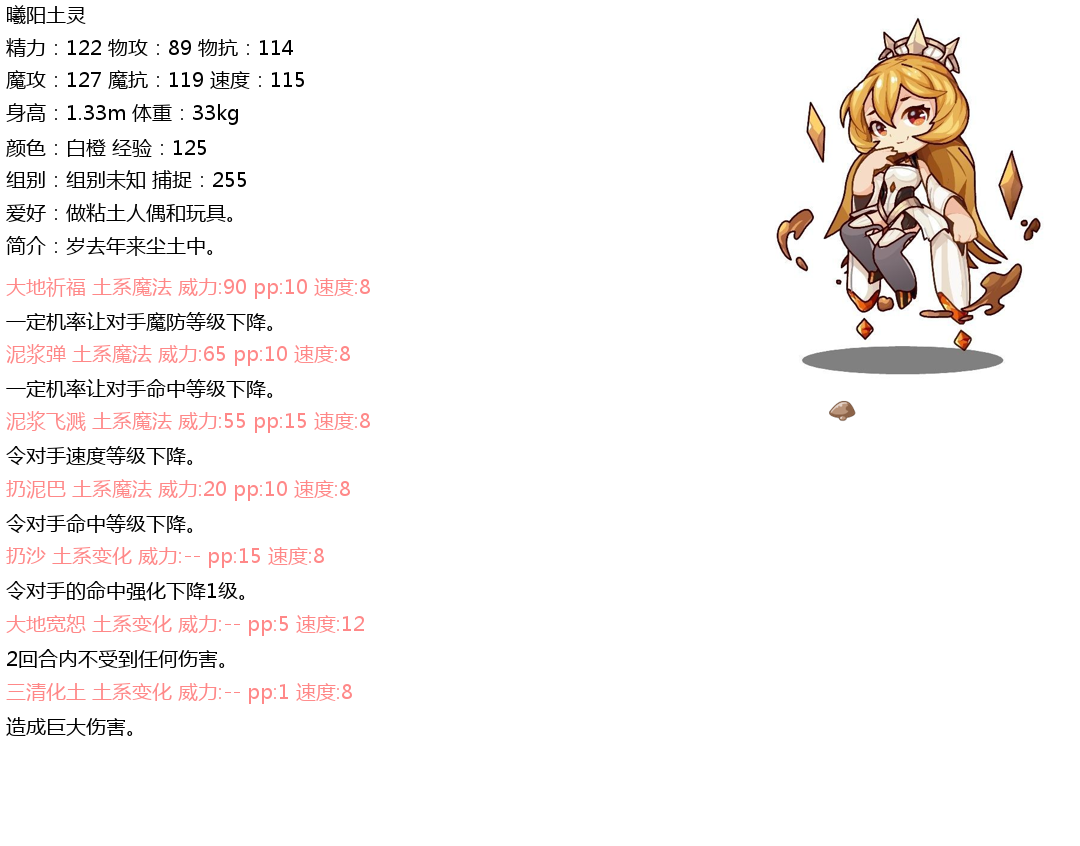 曦阳土灵
精力：122 物攻：89 物抗：114
魔攻：127 魔抗：119 速度：115
身高：1.33m 体重：33kg
颜色：白橙 经验：125
组别：组别未知 捕捉：255
爱好：做粘土人偶和玩具。
简介：岁去年来尘土中。
大地祈福 土系魔法 威力:90 pp:10 速度:8
一定机率让对手魔防等级下降。
泥浆弹 土系魔法 威力:65 pp:10 速度:8
一定机率让对手命中等级下降。
泥浆飞溅 土系魔法 威力:55 pp:15 速度:8
令对手速度等级下降。
扔泥巴 土系魔法 威力:20 pp:10 速度:8
令对手命中等级下降。
扔沙 土系变化 威力:-- pp:15 速度:8
令对手的命中强化下降1级。
大地宽恕 土系变化 威力:-- pp:5 速度:12
2回合内不受到任何伤害。
三清化土 土系变化 威力:-- pp:1 速度:8
造成巨大伤害。